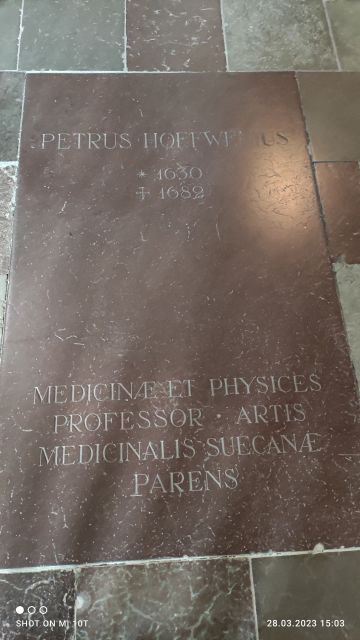 PETRUS · HOFFWENIUS
* 1630
✝ 1682
MEDICINÆ ET PHYSICES
PROFESSOR · ARTIS
MEDICINALIS SUECANÆ
PARENS
SHOT ON MI 10T
28.03.2023 15:03